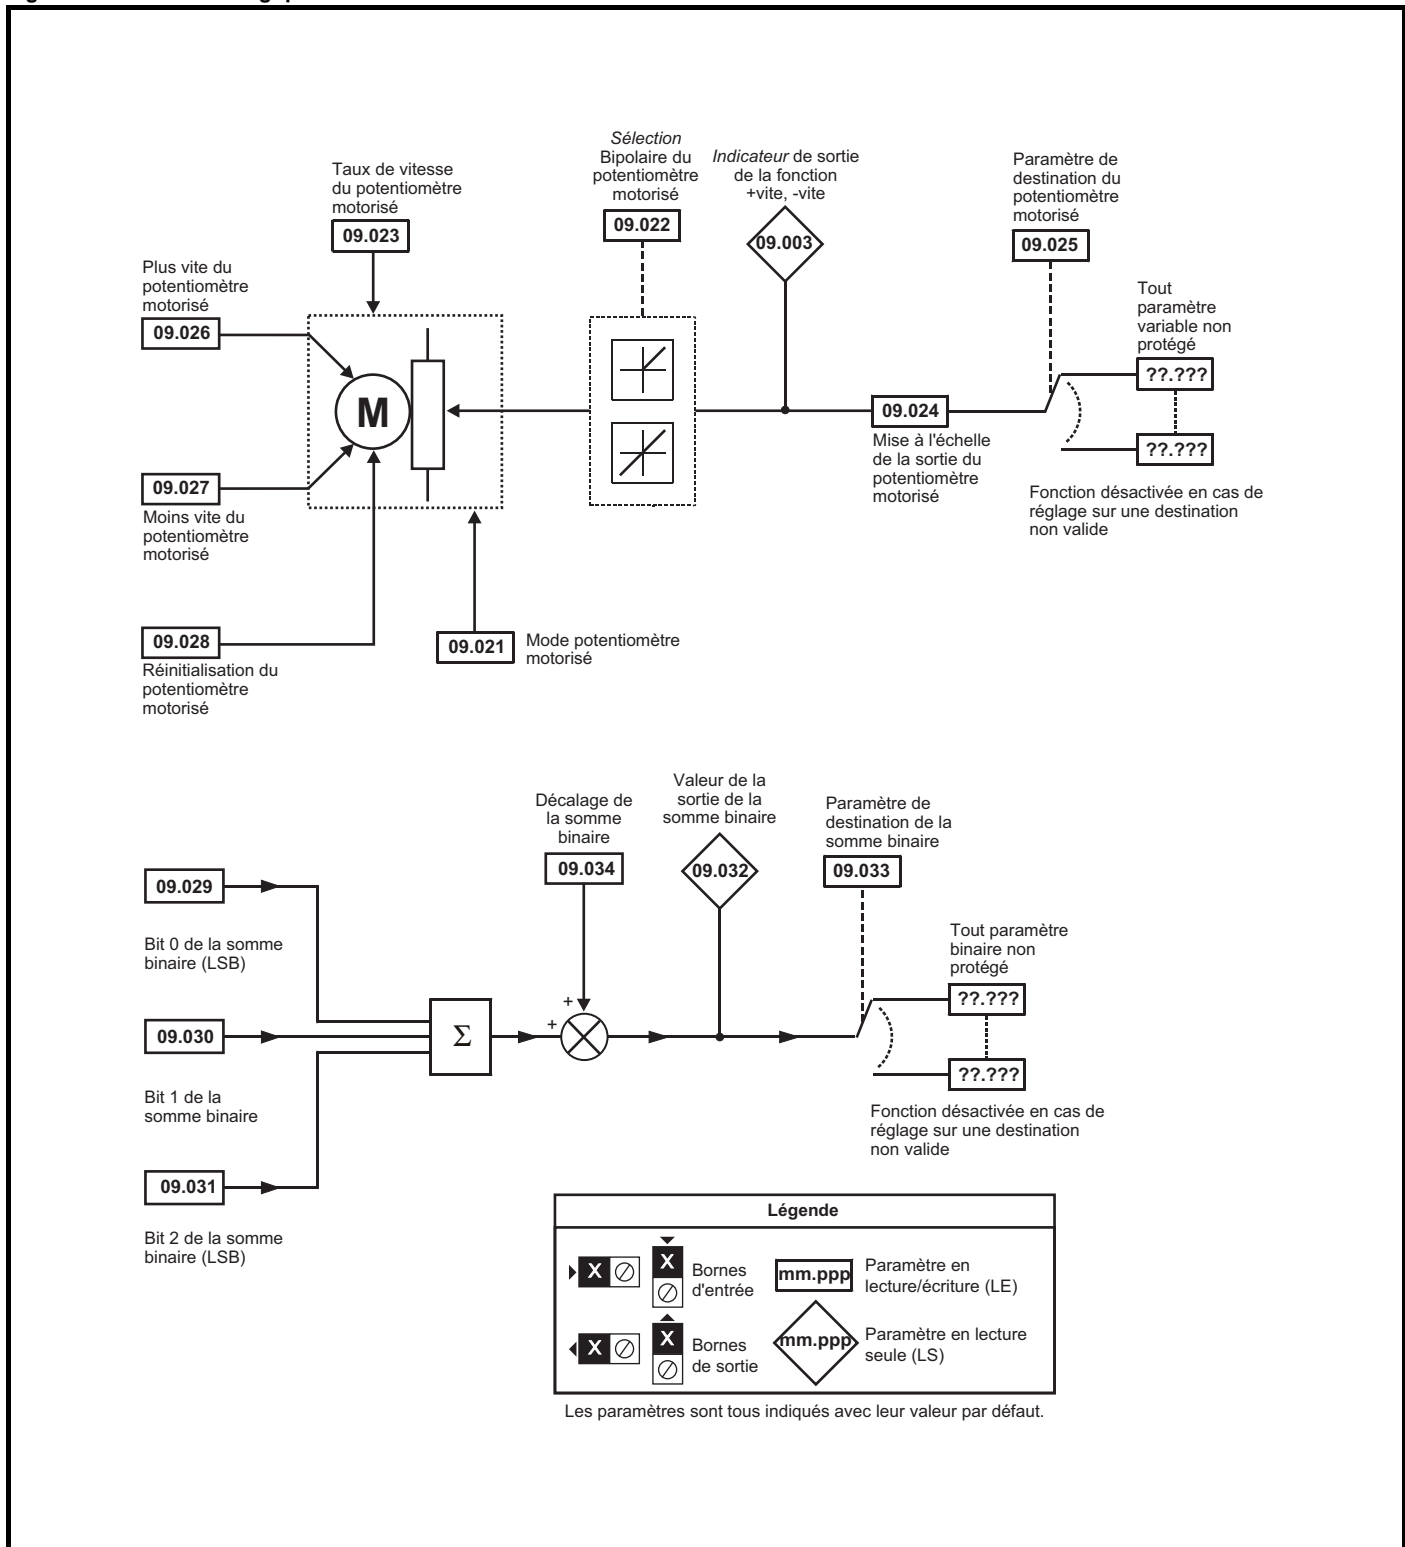 Sélection
Bipolaire du
potentiomètre
motorisé
09.022
Indicateur de sortie
de la fonction
+vite, -vite
09.003
Paramètre de
destination du
potentiomètre
motorisé
09.025
Taux de vitesse
du potentiomètre
motorisé
09.023
Plus vite du
potentiomètre
motorisé
09.026
Tout
paramètre
variable non
protégé
??.???
??.???
M
09.024
Mise à l'échelle
de la sortie du
potentiomètre
motorisé
09.027
Moins vite du
potentiomètre
motorisé
Fonction désactivée en cas de
réglage sur une destination
non valide
09.028
Réinitialisation du
potentiomètre
motorisé
09.021
Mode potentiomètre
motorisé
Décalage de
la somme
binaire
09.034
Valeur de la
sortie de la
somme binaire
09.032
Paramètre de
destination de la
somme binaire
09.033
09.029
Bit 0 de la somme
binaire (LSB)
Tout paramètre
binaire non
protégé
??.???
??.???
09.030
Σ
+
+
Bit 1 de la
somme binaire
Fonction désactivée en cas de
réglage sur une destination
non valide
09.031
Bit 2 de la somme
binaire (LSB)
Légende
X
X
Bornes
d'entrée
mm.ppp
Paramètre en
lecture/écriture (LE)
X
X
Bornes
de sortie
mm.ppp
Paramètre en lecture
seule (LS)
Les paramètres sont tous indiqués avec leur valeur par défaut.